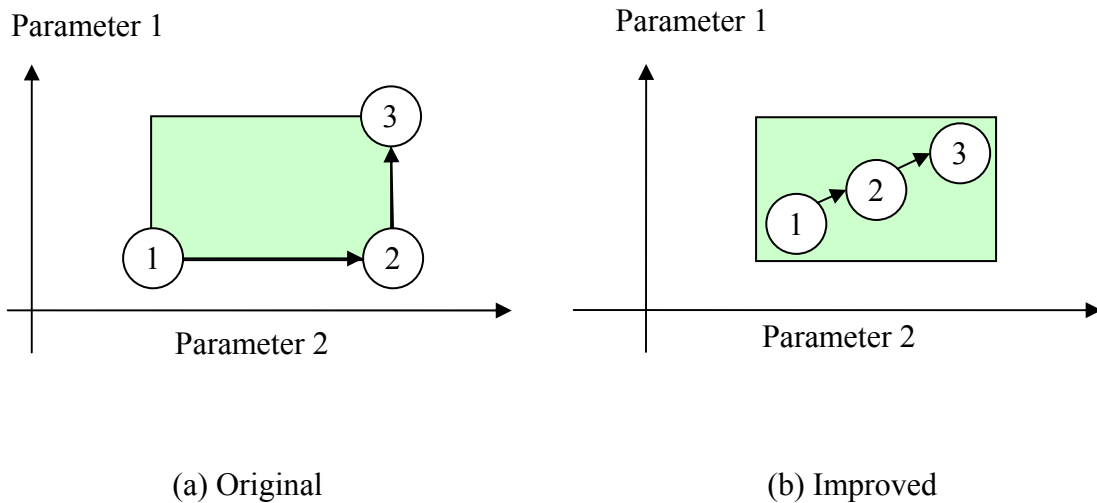 Parameter 1
3
1
2
Parameter 2
(a) Original
Parameter 1
3
2
1
Parameter 2
(b) Improved